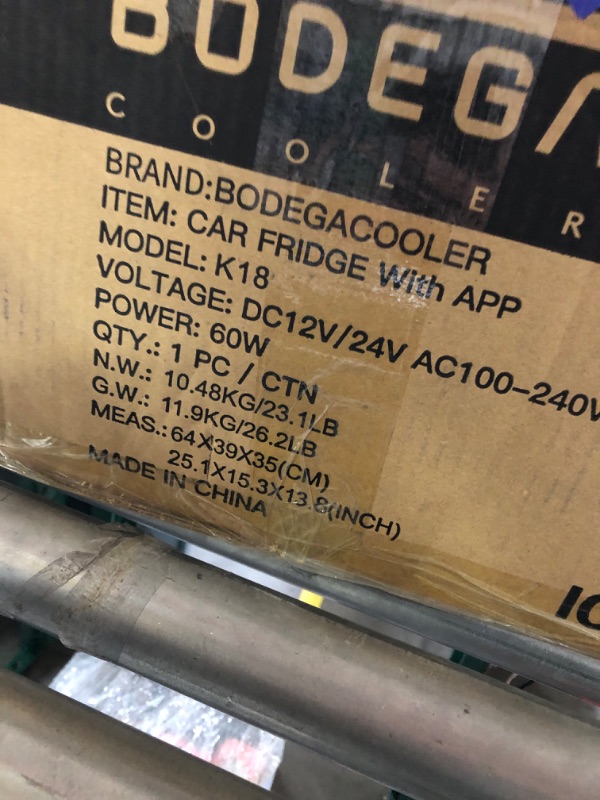 BODEGA
COOLER
BRAND:BODEGACOOLER
ITEM: CAR FRIDGE With APP
MODEL: K18
VOLTAGE: DC12V/24V AC100-240V
POWER: 60W
QTY.: 1 PC / CTN
N.W.: 10.48KG/23.1LB
G.W.: 11.9KG/26.2LB
MEAS.: 64X39X35(CM)
25.1X15.3X13.8(INCH)
MADE IN CHINA